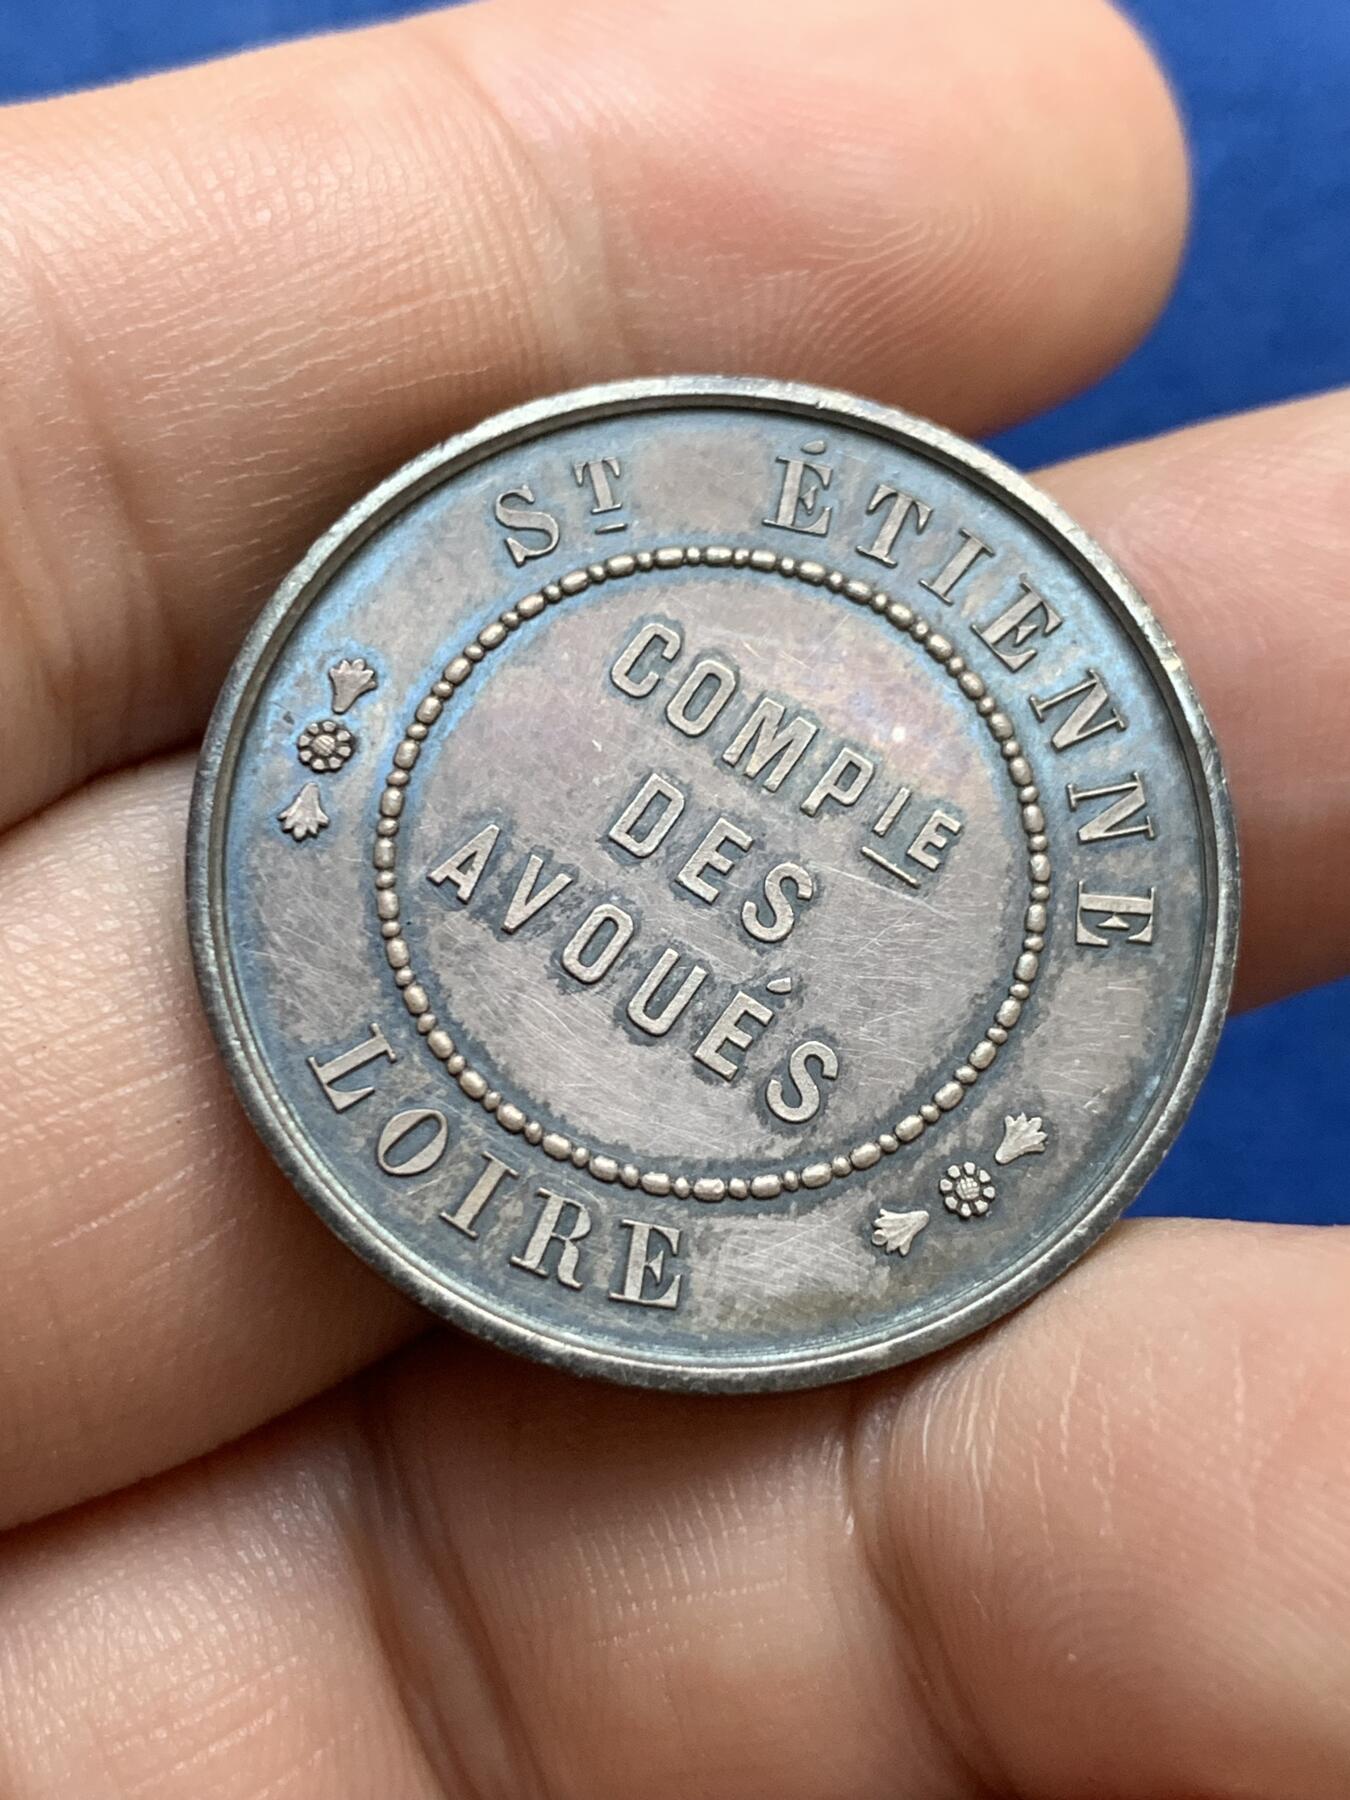 Sᵀ ÉTIENNE
COMPᴵᴱ
DES
AVOUÉS
LOIRE